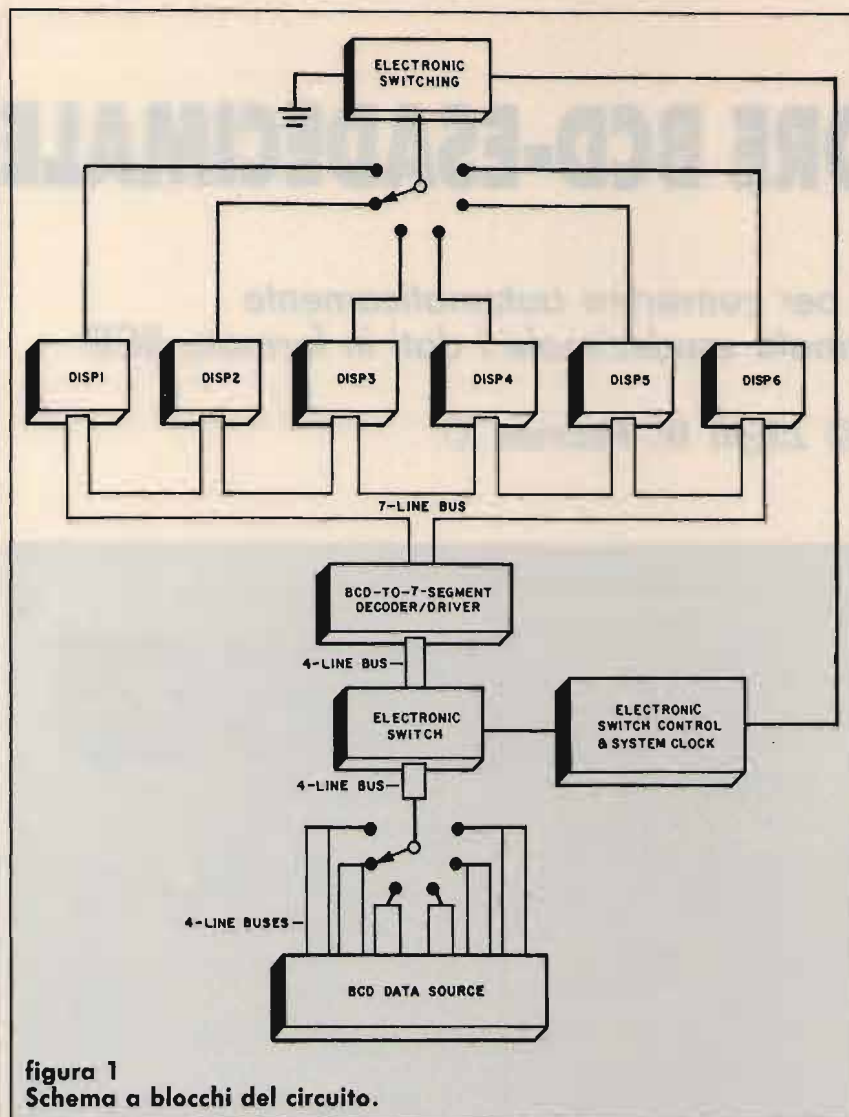 ELECTRONIC
SWITCHING
DISP1
DISP2
DISP3
DISP4
DISP5
DISP6
7-LINE BUS
BCD-TO-7-SEGMENT
DECODER/DRIVER
4-LINE BUS
ELECTRONIC
SWITCH
ELECTRONIC
SWITCH CONTROL
& SYSTEM CLOCK
4-LINE BUS
4-LINE BUSES
BCD DATA SOURCE
figura 1
Schema a blocchi del circuito.